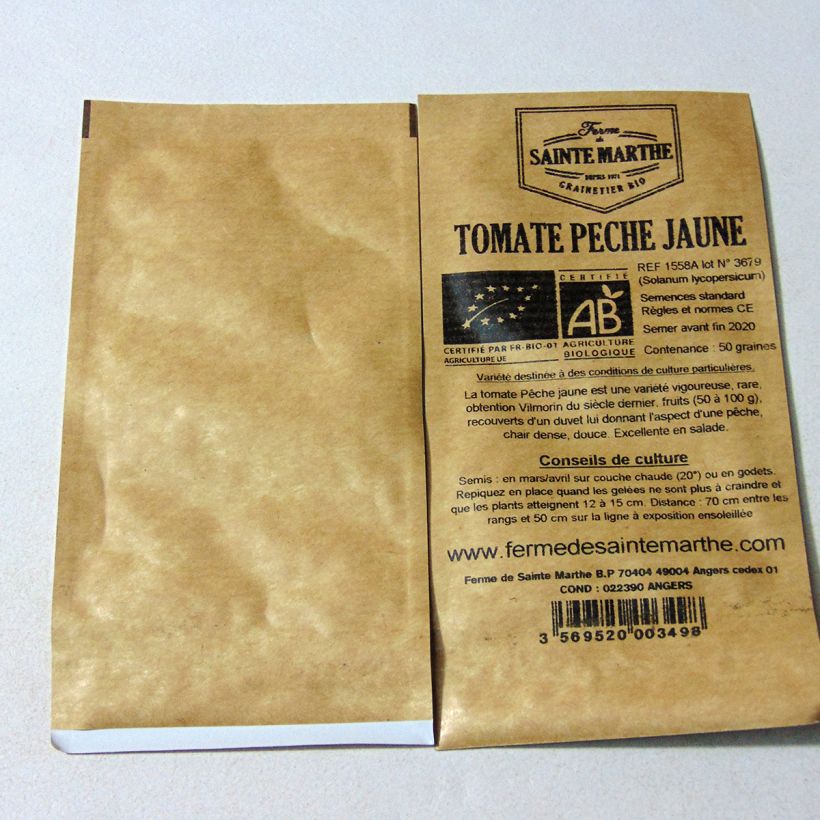 Ferme
de
SAINTE MARTHE
DEPUIS 1971
GRAINETIER BIO
TOMATE PECHE JAUNE
REF 1558A lot N° 3679
(Solanum lycopersicum)
Semences standard
Règles et normes CE
Semer avant fin 2020
Contenance : 50 graines
CERTIFIÉ PAR FR-BIO-01
AGRICULTURE UE
CERTIFIÉ
AB
AGRICULTURE
BIOLOGIQUE
Variété destinée à des conditions de culture particulières.
La tomate Pêche jaune est une variété vigoureuse, rare,
obtention Vilmorin du siècle dernier, fruits (50 à 100 g),
recouverts d'un duvet lui donnant l'aspect d'une pêche,
chair dense, douce. Excellente en salade.
Conseils de culture
Semis : en mars/avril sur couche chaude (20°) ou en godets.
Repiquez en place quand les gelées ne sont plus à craindre et
que les plants atteignent 12 à 15 cm. Distance : 70 cm entre les
rangs et 50 cm sur la ligne à exposition ensoleillée
www.fermedesaintemarthe.com
Ferme de Sainte Marthe B.P 70404 49004 Angers cedex 01
COND : 022390 ANGERS
3 569520 003498